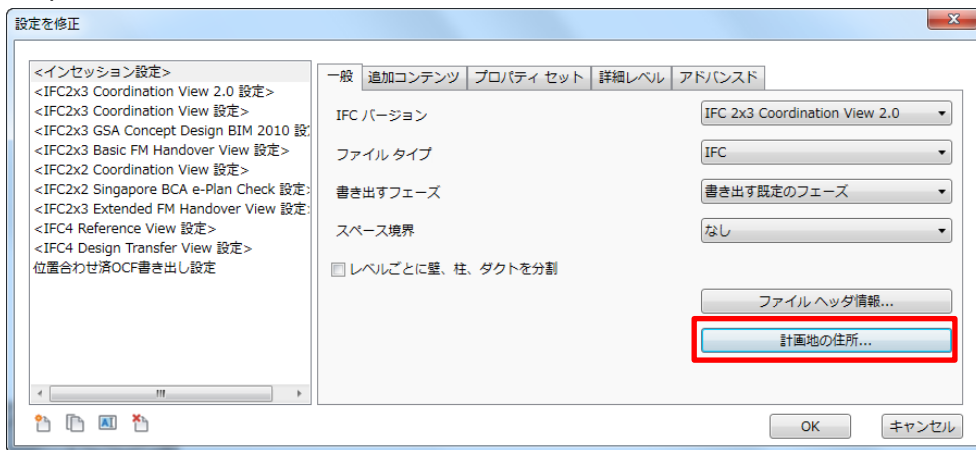 設定を修正
<インセッション設定>
<IFC2x3 Coordination View 2.0 設定>
<IFC2x3 Coordination View 設定>
<IFC2x3 GSA Concept Design BIM 2010 設
<IFC2x3 Basic FM Handover View 設定>
<IFC2x2 Coordination View 設定>
<IFC2x2 Singapore BCA e-Plan Check 設定
<IFC2x3 Extended FM Handover View 設定
<IFC4 Reference View 設定>
<IFC4 Design Transfer View 設定>
位置合わせ済OCF書き出し設定
一般 追加コンテンツ プロパティ セット 詳細レベル アドバンスド
IFC バージョン IFC 2x3 Coordination View 2.0
ファイル タイプ IFC
書き出すフェーズ 書き出す既定のフェーズ
スペース境界 なし
レベルごとに壁、柱、ダクトを分割
ファイル ヘッダ情報...
計画地の住所...
OK キャンセル